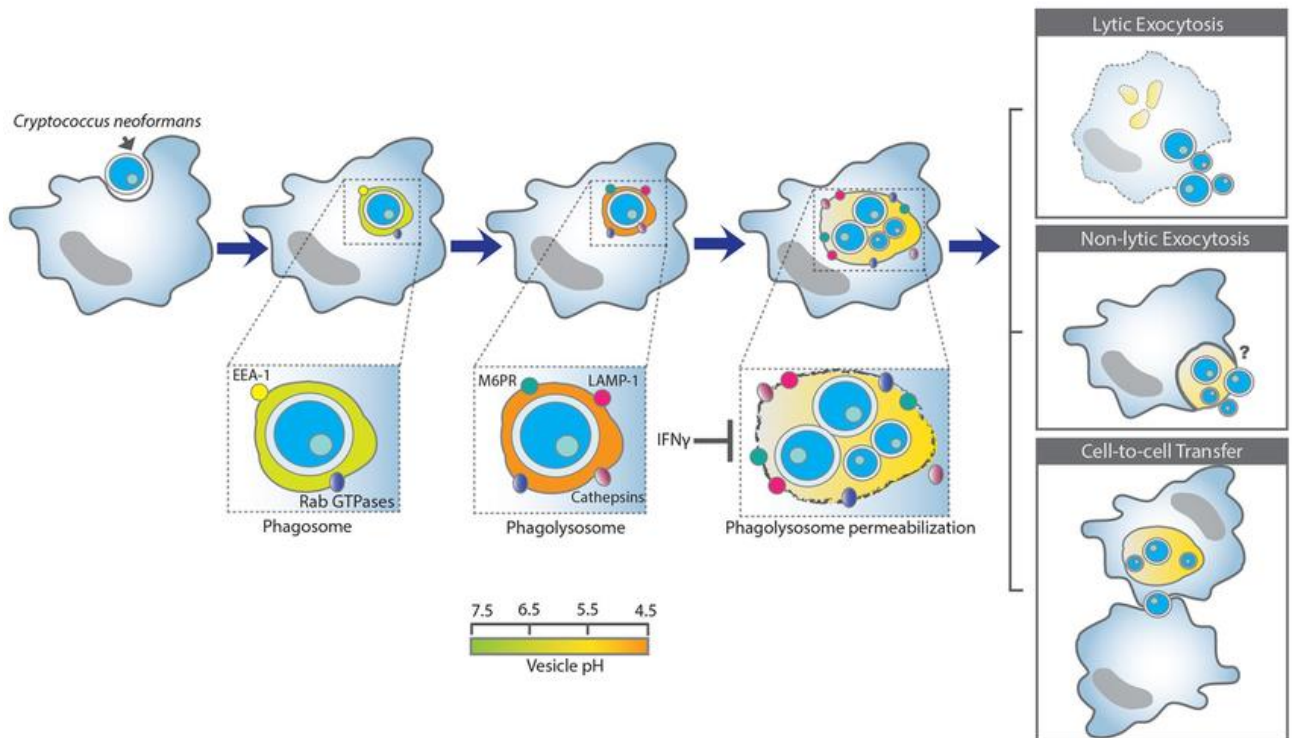 Cryptococcus neoformans
EEA-1
Rab GTPases
Phagosome
M6PR
LAMP-1
Cathepsins
Phagolysosome
IFNγ
Phagolysosome permeabilization
7.5 6.5 5.5 4.5
Vesicle pH
Lytic Exocytosis
Non-lytic Exocytosis
?
Cell-to-cell Transfer